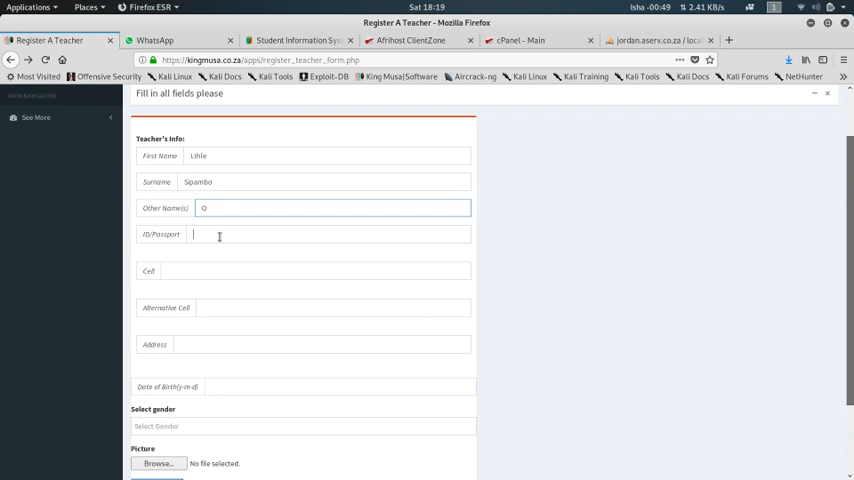 Applications Places Firefox ESR Sat 18:19 Isha -00:49 2.41 KB/s 1
Register A Teacher - Mozilla Firefox
Register A Teacher WhatsApp Student Information Sys Afrihost ClientZone cPanel - Main jordan.aserv.co.za / local
https://kingmusa.co.za/apps/register_teacher_form.php
Most Visited Offensive Security Kali Linux Kali Docs Kali Tools Exploit-DB King Musa|Software Aircrack-ng Kali Linux Kali Training Kali Tools Kali Docs Kali Forums NetHunter
MAIN NAVIGATION
See More
Fill in all fields please
Teacher's Info:
First Name LIhle
Surname Sipambo
Other Name(s) O
ID/Passport
Cell
Alternative Cell
Address
Date of Birth(y-m-d)
Select gender
Select Gender
Picture
Browse... No file selected.